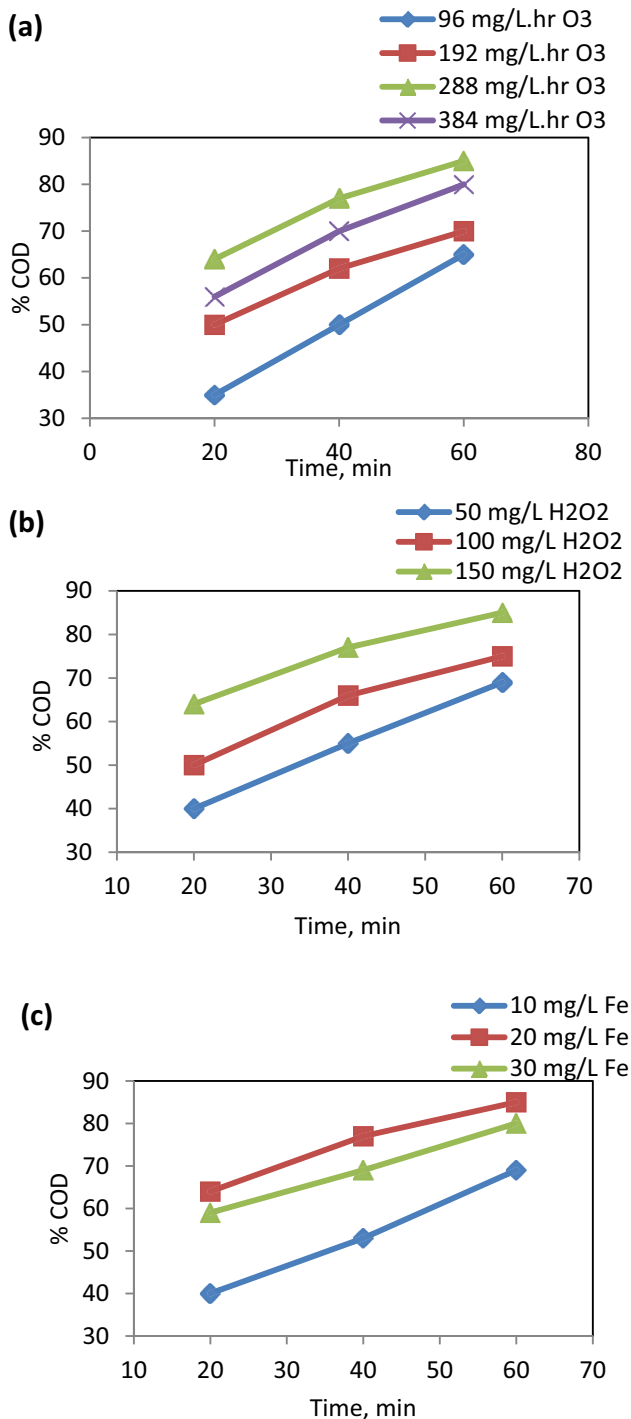 (a)
96 mg/L.hr O3
192 mg/L.hr O3
288 mg/L.hr O3
384 mg/L.hr O3
90
80
70
60
50
40
30
% COD
0
20
40
60
80
Time, min
(b)
50 mg/L H2O2
100 mg/L H2O2
150 mg/L H2O2
90
80
70
60
50
40
30
% COD
10
20
30
40
50
60
70
Time, min
(c)
10 mg/L Fe
20 mg/L Fe
30 mg/L Fe
90
80
70
60
50
40
30
% COD
10
20
30
40
50
60
70
Time, min